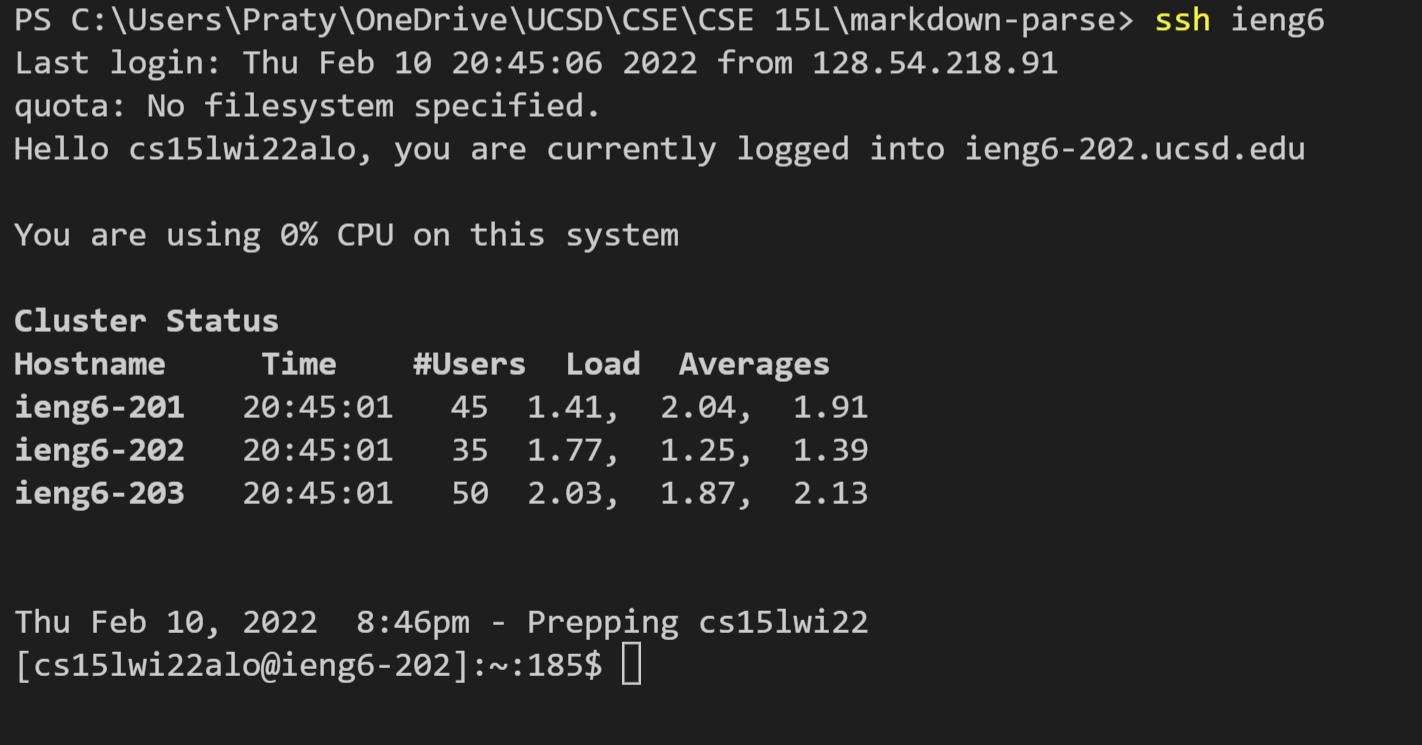 PS C:\Users\Praty\OneDrive\UCSD\CSE\CSE 15L\markdown-parse> ssh ieng6
Last login: Thu Feb 10 20:45:06 2022 from 128.54.218.91
quota: No filesystem specified.
Hello cs15lwi22alo, you are currently logged into ieng6-202.ucsd.edu

You are using 0% CPU on this system

Cluster Status
Hostname     Time    #Users  Load  Averages
ieng6-201   20:45:01   45  1.41,  2.04,  1.91
ieng6-202   20:45:01   35  1.77,  1.25,  1.39
ieng6-203   20:45:01   50  2.03,  1.87,  2.13

Thu Feb 10, 2022  8:46pm - Prepping cs15lwi22
[cs15lwi22alo@ieng6-202]:~:185$